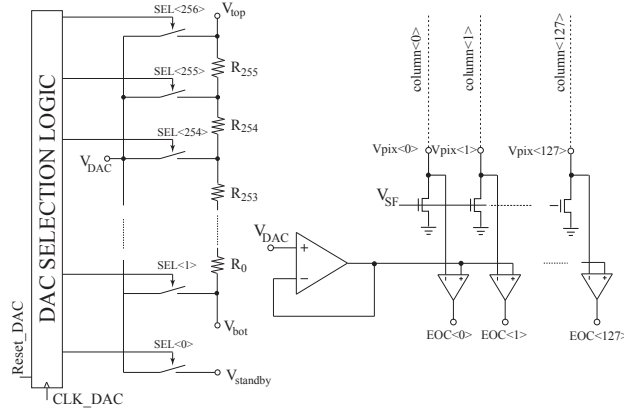 DAC SELECTION LOGIC
Reset_DAC
CLK_DAC
SEL<256>
V_top
R_255
SEL<255>
R_254
SEL<254>
V_DAC
R_253
R_0
SEL<1>
V_bot
SEL<0>
V_standby
column<0>
column<1>
column<127>
Vpix<0>
Vpix<1>
Vpix<127>
V_SF
V_DAC
+
-
-
+
-
+
-
+
EOC<0>
EOC<1>
EOC<127>